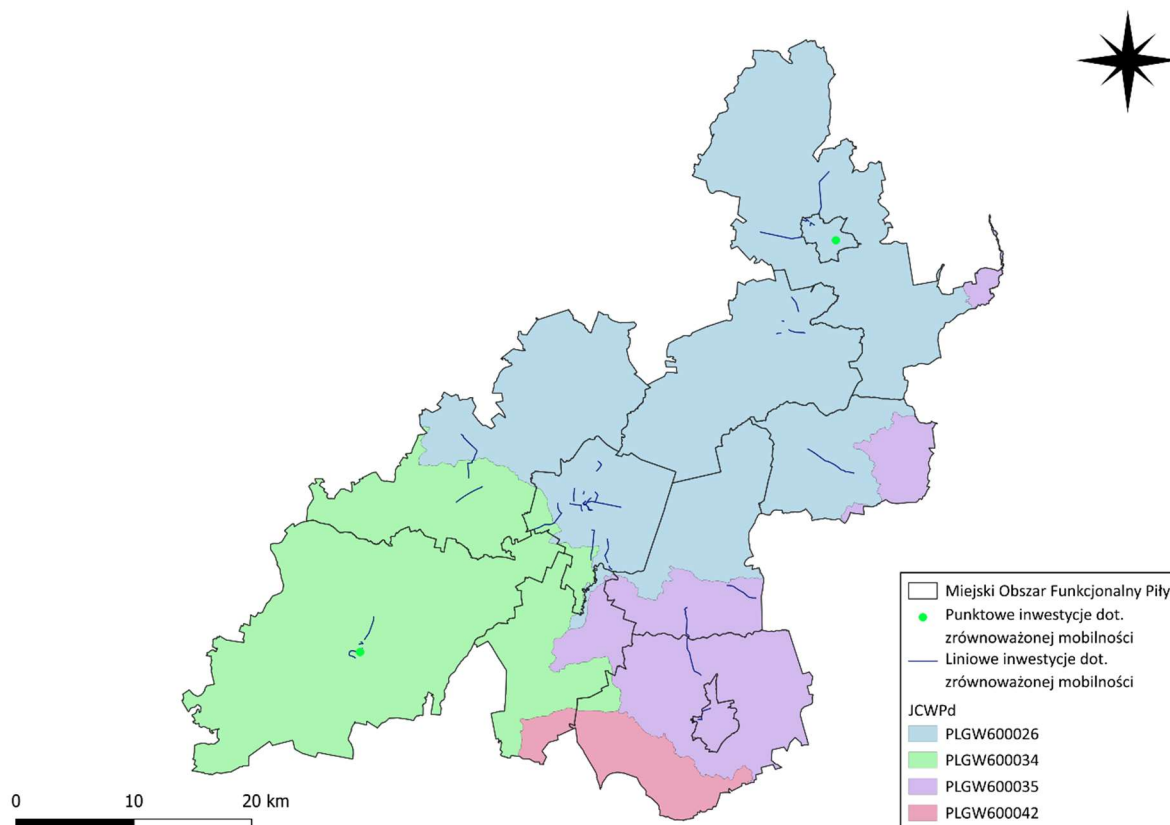 Miejski Obszar Funkcjonalny Piły
Punktowe inwestycje dot.
zrównoważonej mobilności
Liniowe inwestycje dot.
zrównoważonej mobilności
JCWPd
PLGW600026
PLGW600034
PLGW600035
PLGW600042
0 10 20 km